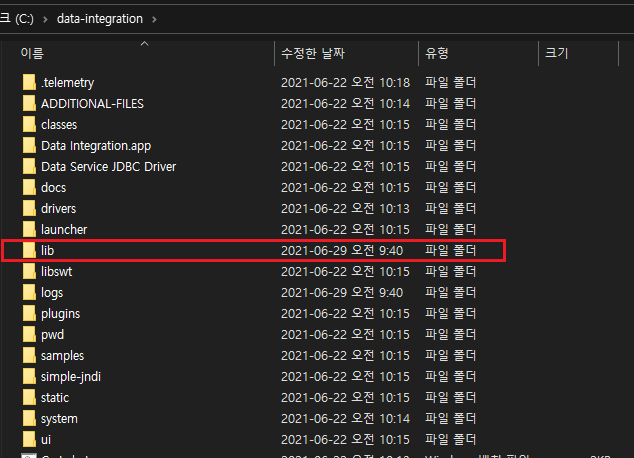 크 (C:) > data-integration >
이름 수정한 날짜 유형 크기
.telemetry 2021-06-22 오전 10:18 파일 폴더
ADDITIONAL-FILES 2021-06-22 오전 10:14 파일 폴더
classes 2021-06-22 오전 10:15 파일 폴더
Data Integration.app 2021-06-22 오전 10:15 파일 폴더
Data Service JDBC Driver 2021-06-22 오전 10:15 파일 폴더
docs 2021-06-22 오전 10:15 파일 폴더
drivers 2021-06-22 오전 10:13 파일 폴더
launcher 2021-06-22 오전 10:15 파일 폴더
lib 2021-06-29 오전 9:40 파일 폴더
libswt 2021-06-22 오전 10:15 파일 폴더
logs 2021-06-29 오전 9:40 파일 폴더
plugins 2021-06-22 오전 10:15 파일 폴더
pwd 2021-06-22 오전 10:15 파일 폴더
samples 2021-06-22 오전 10:15 파일 폴더
simple-jndi 2021-06-22 오전 10:15 파일 폴더
static 2021-06-22 오전 10:15 파일 폴더
system 2021-06-22 오전 10:14 파일 폴더
ui 2021-06-22 오전 10:15 파일 폴더